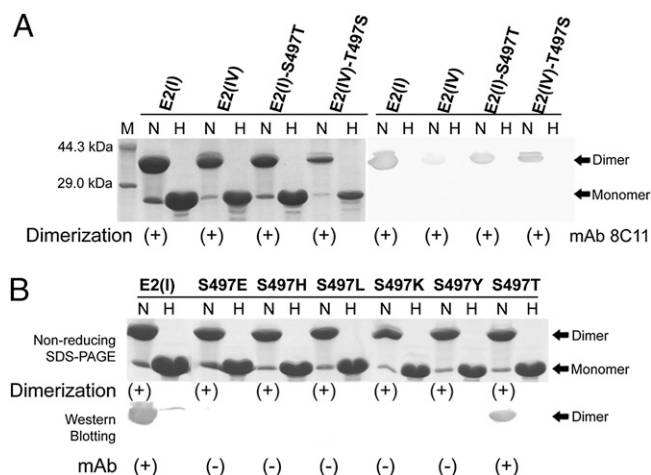 A
E2(I) E2(IV) E2(I)-S497T E2(IV)-T497S E2(I) E2(IV) E2(I)-S497T E2(IV)-T497S
M N H N H N H N H N H N H N H N H
44.3 kDa
Dimer
29.0 kDa
Monomer
Dimerization (+) (+) (+) (+) (+) (+) (+) (+) mAb 8C11
B
E2(I) S497E S497H S497L S497K S497Y S497T
N H N H N H N H N H N H N H
Non-reducing
SDS-PAGE
Dimer
Monomer
Dimerization (+) (+) (+) (+) (+) (+) (+)
Western
Blotting
Dimer
mAb (+) (-) (-) (-) (-) (-) (+)